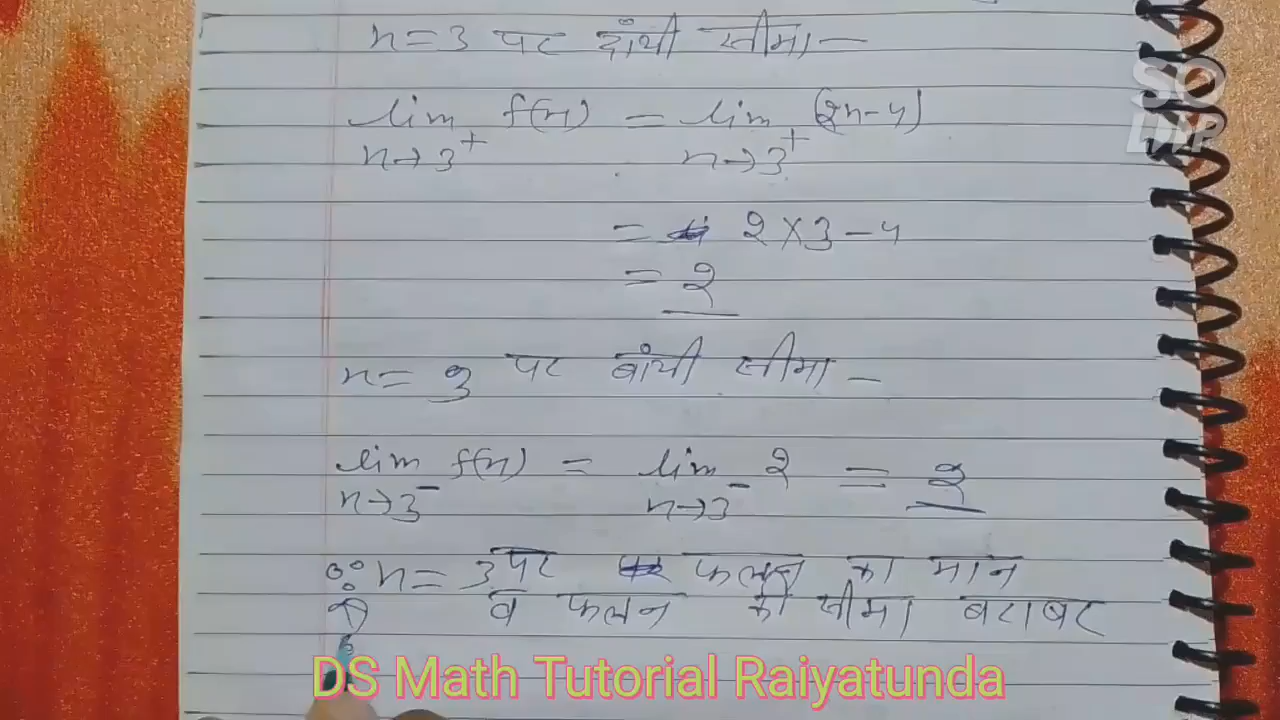 x = 3 पर दांयी सीमा —
lim f(x) = lim (2x-4)
x→3⁺ x→3⁺
= 2 × 3 - 4
= 2
x = 3 पर बांयी सीमा —
lim f(x) = lim 2 = 2
x→3⁻ x→3⁻
∵ x = 3 पर फलन का मान
व फलन की सीमा बराबर
है
DS Math Tutorial Raiyatunda